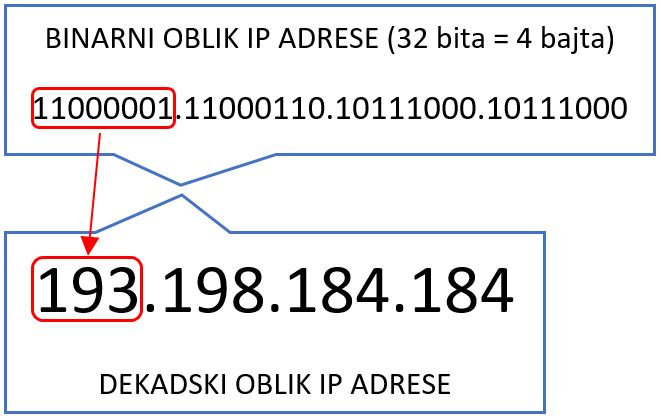 BINARNI OBLIK IP ADRESE (32 bita = 4 bajta)
11000001.11000110.10111000.10111000
193.198.184.184
DEKADSKI OBLIK IP ADRESE